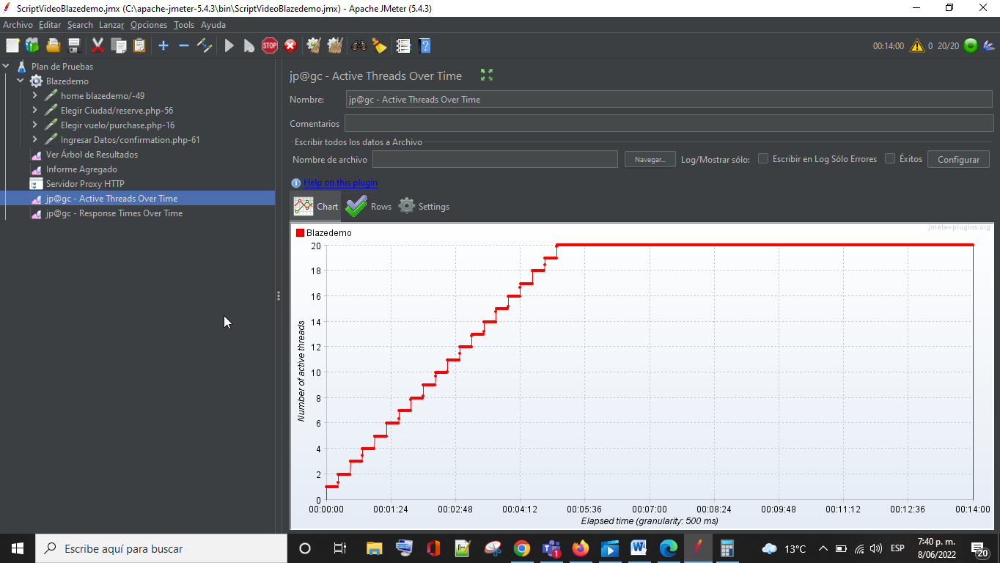 ScriptVideoBlazedemo.jmx (C:\apache-jmeter-5.4.3\bin\ScriptVideoBlazedemo.jmx) - Apache JMeter (5.4.3)
Archivo Editar Search Lanzar Opciones Tools Ayuda
STOP 00:14:00 0 20/20
Plan de Pruebas
Blazedemo
home blazedemo/-49
Elegir Ciudad/reserve.php-56
Elegir vuelo/purchase.php-16
Ingresar Datos/confirmation.php-61
Ver Árbol de Resultados
Informe Agregado
Servidor Proxy HTTP
jp@gc - Active Threads Over Time
jp@gc - Response Times Over Time
jp@gc - Active Threads Over Time
Nombre: jp@gc - Active Threads Over Time
Comentarios
Escribir todos los datos a Archivo
Nombre de archivo Navegar... Log/Mostrar sólo: Escribir en Log Sólo Errores Éxitos Configurar
Help on this plugin
Chart Rows Settings
jmeter-plugins.org
Blazedemo
20
18
16
14
12
10
8
6
4
2
0
Number of active threads
00:00:00 00:01:24 00:02:48 00:04:12 00:05:36 00:07:00 00:08:24 00:09:48 00:11:12 00:12:36 00:14:00
Elapsed time (granularity: 500 ms)
Escribe aquí para buscar
1
13°C
ESP
7:40 p. m.
8/06/2022
20